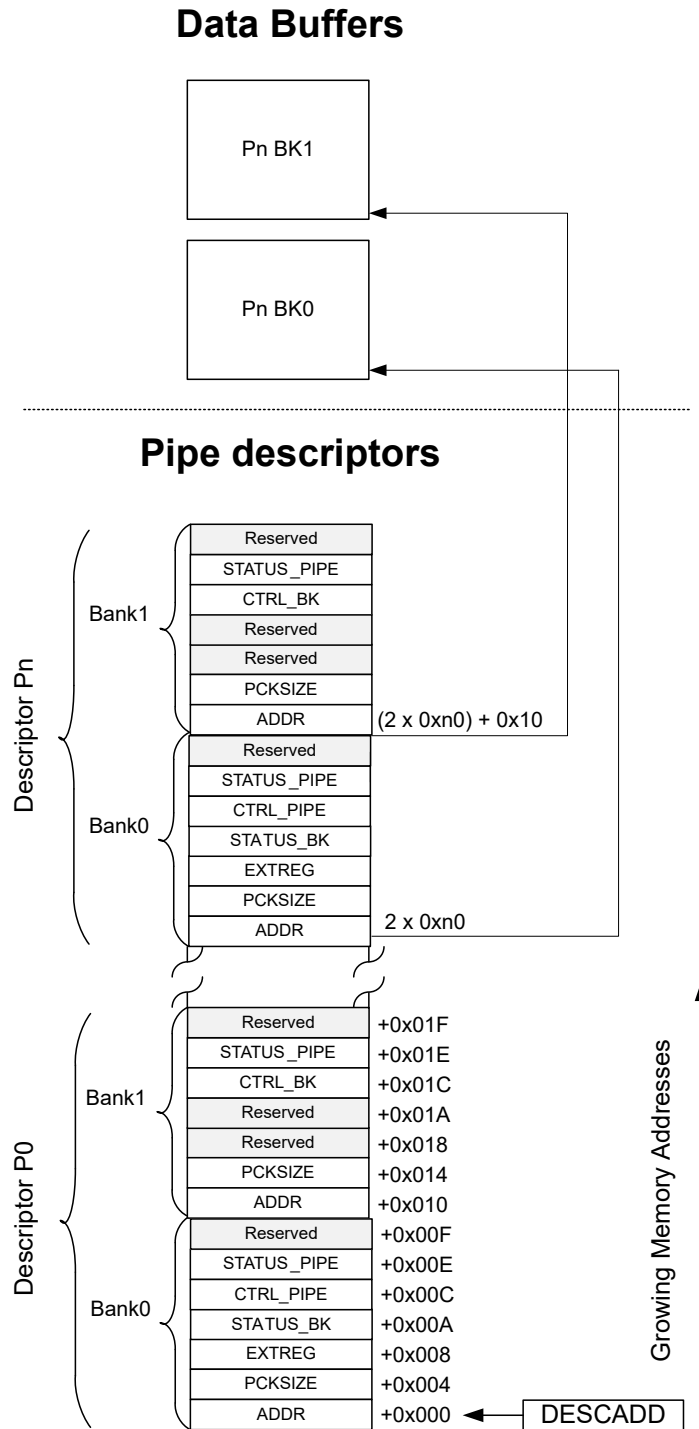 Data Buffers
Pn BK1
Pn BK0
Pipe descriptors
Descriptor Pn
Bank1
Reserved
STATUS_PIPE
CTRL_BK
Reserved
Reserved
PCKSIZE
ADDR (2 x 0xn0) + 0x10
Bank0
Reserved
STATUS_PIPE
CTRL_PIPE
STATUS_BK
EXTREG
PCKSIZE
ADDR 2 x 0xn0
Descriptor P0
Bank1
Reserved +0x01F
STATUS_PIPE +0x01E
CTRL_BK +0x01C
Reserved +0x01A
Reserved +0x018
PCKSIZE +0x014
ADDR +0x010
Bank0
Reserved +0x00F
STATUS_PIPE +0x00E
CTRL_PIPE +0x00C
STATUS_BK +0x00A
EXTREG +0x008
PCKSIZE +0x004
ADDR +0x000 DESCADD
Growing Memory Addresses